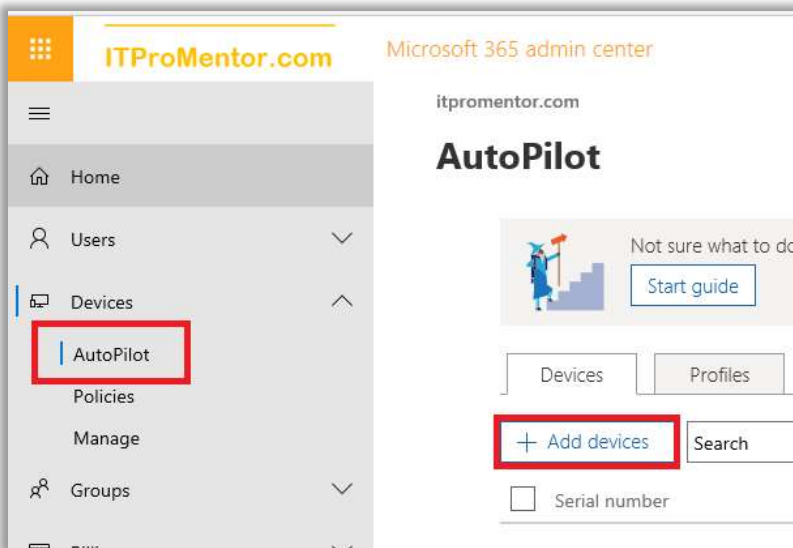 ITProMentor.com
Microsoft 365 admin center
itpromentor.com
AutoPilot
Home
Users
Devices
AutoPilot
Policies
Manage
Groups
Not sure what to do
Start guide
Devices
Profiles
+ Add devices
Search
Serial number